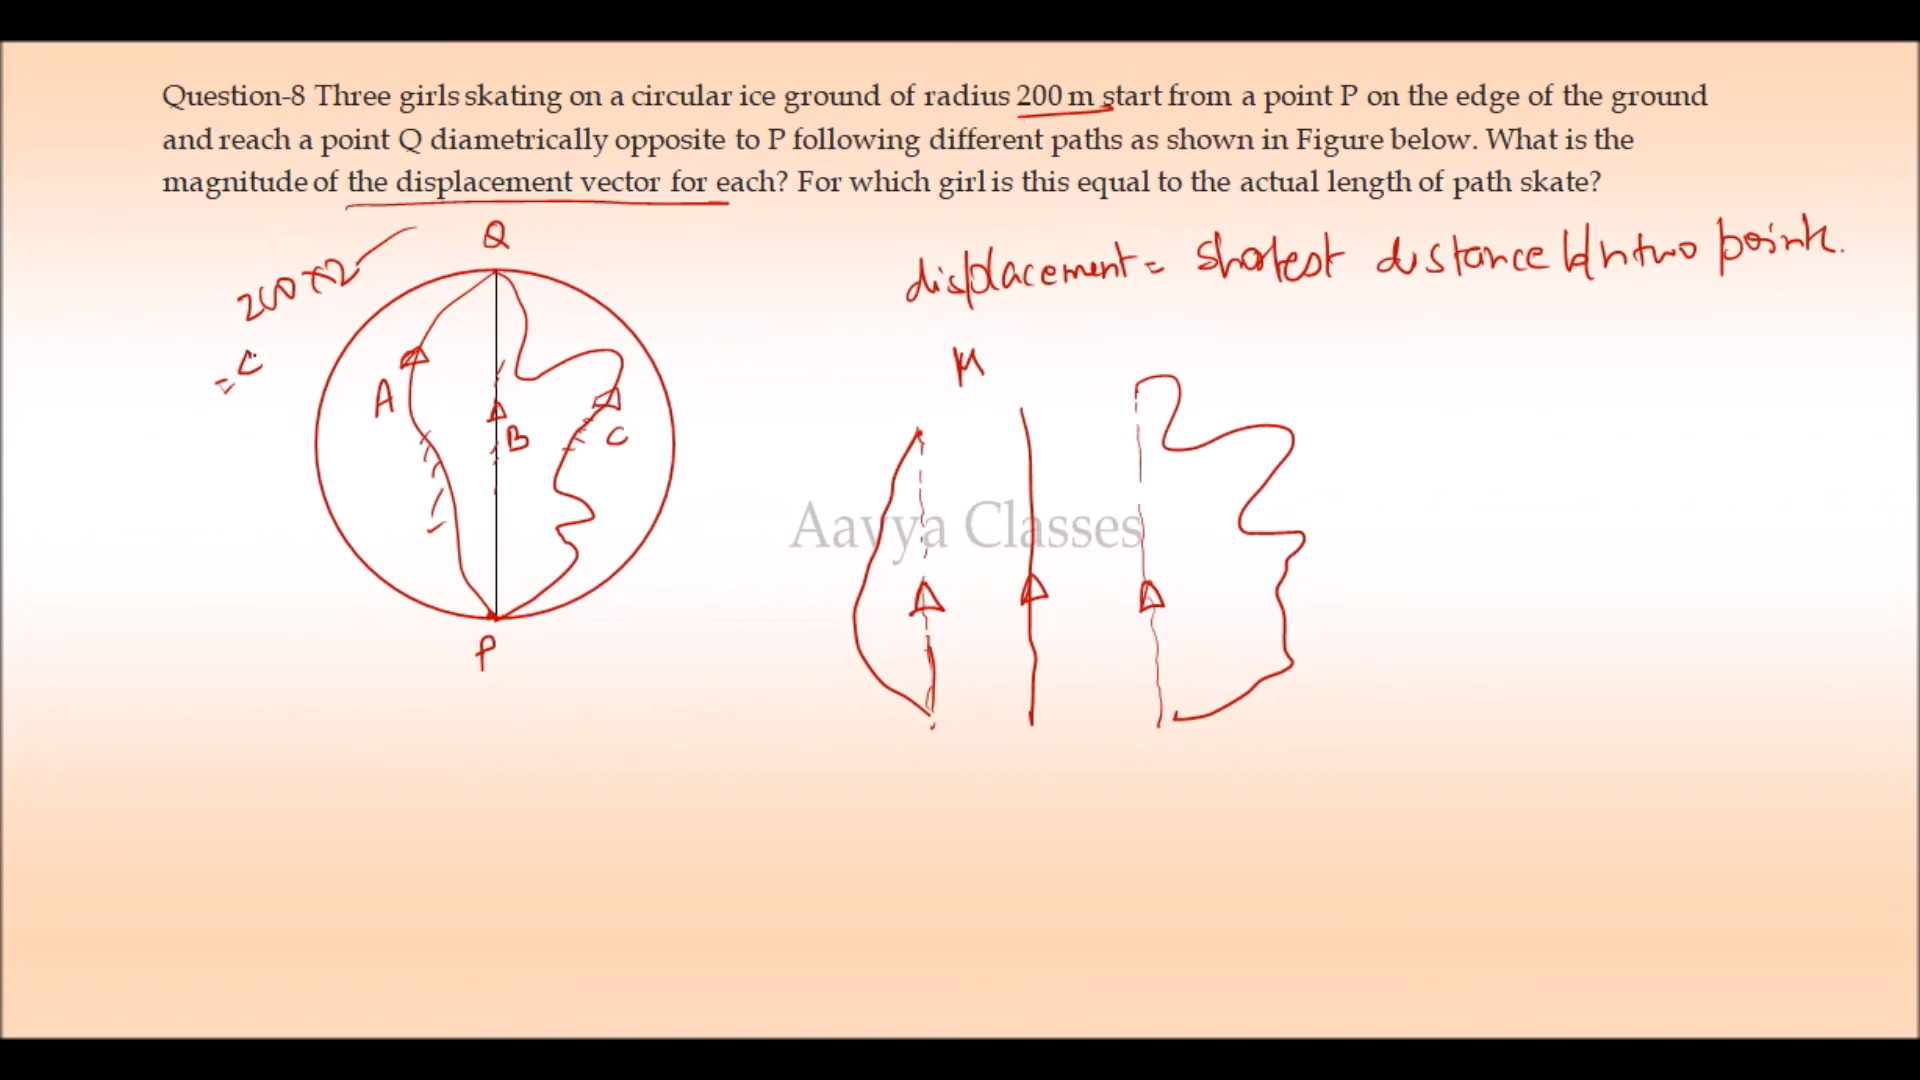 Question-8 Three girls skating on a circular ice ground of radius 200 m start from a point P on the edge of the ground
and reach a point Q diametrically opposite to P following different paths as shown in Figure below. What is the
magnitude of the displacement vector for each? For which girl is this equal to the actual length of path skate?
Q
displacement = shortest distance b/n two point.
200×2
=
M
A
B
C
Aavya Classes
P